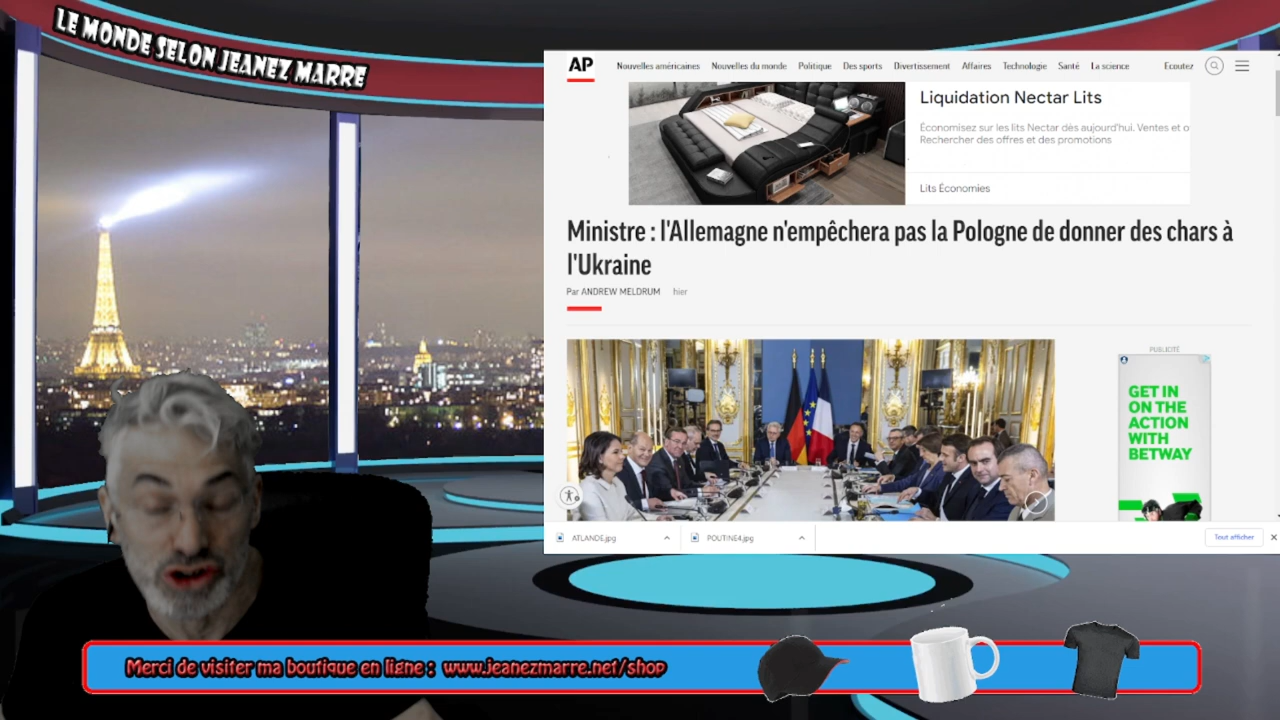 LE MONDE SELON JEANEZ MARRE
AP
Nouvelles américaines Nouvelles du monde Politique Des sports Divertissement Affaires Technologie Santé La science Ecoutez
Liquidation Nectar Lits
Économisez sur les lits Nectar dès aujourd'hui. Ventes et o
Rechercher des offres et des promotions
Lits Économies
Ministre : l'Allemagne n'empêchera pas la Pologne de donner des chars à
l'Ukraine
Par ANDREW MELDRUM hier
PUBLICITÉ
GET IN
ON THE
ACTION
WITH
BETWAY
ATLANDE.jpg
POUTINE4.jpg
Tout afficher
Merci de visiter ma boutique en ligne : www.jeanezmarre.net/shop